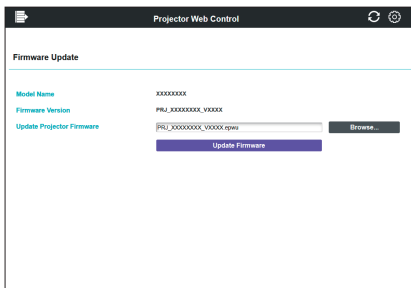 Projector Web Control
Firmware Update
Model Name XXXXXXXX
Firmware Version PRJ_XXXXXXXX_VXXXX
Update Projector Firmware PRJ_XXXXXXXX_VXXXX.epwu Browse...
Update Firmware